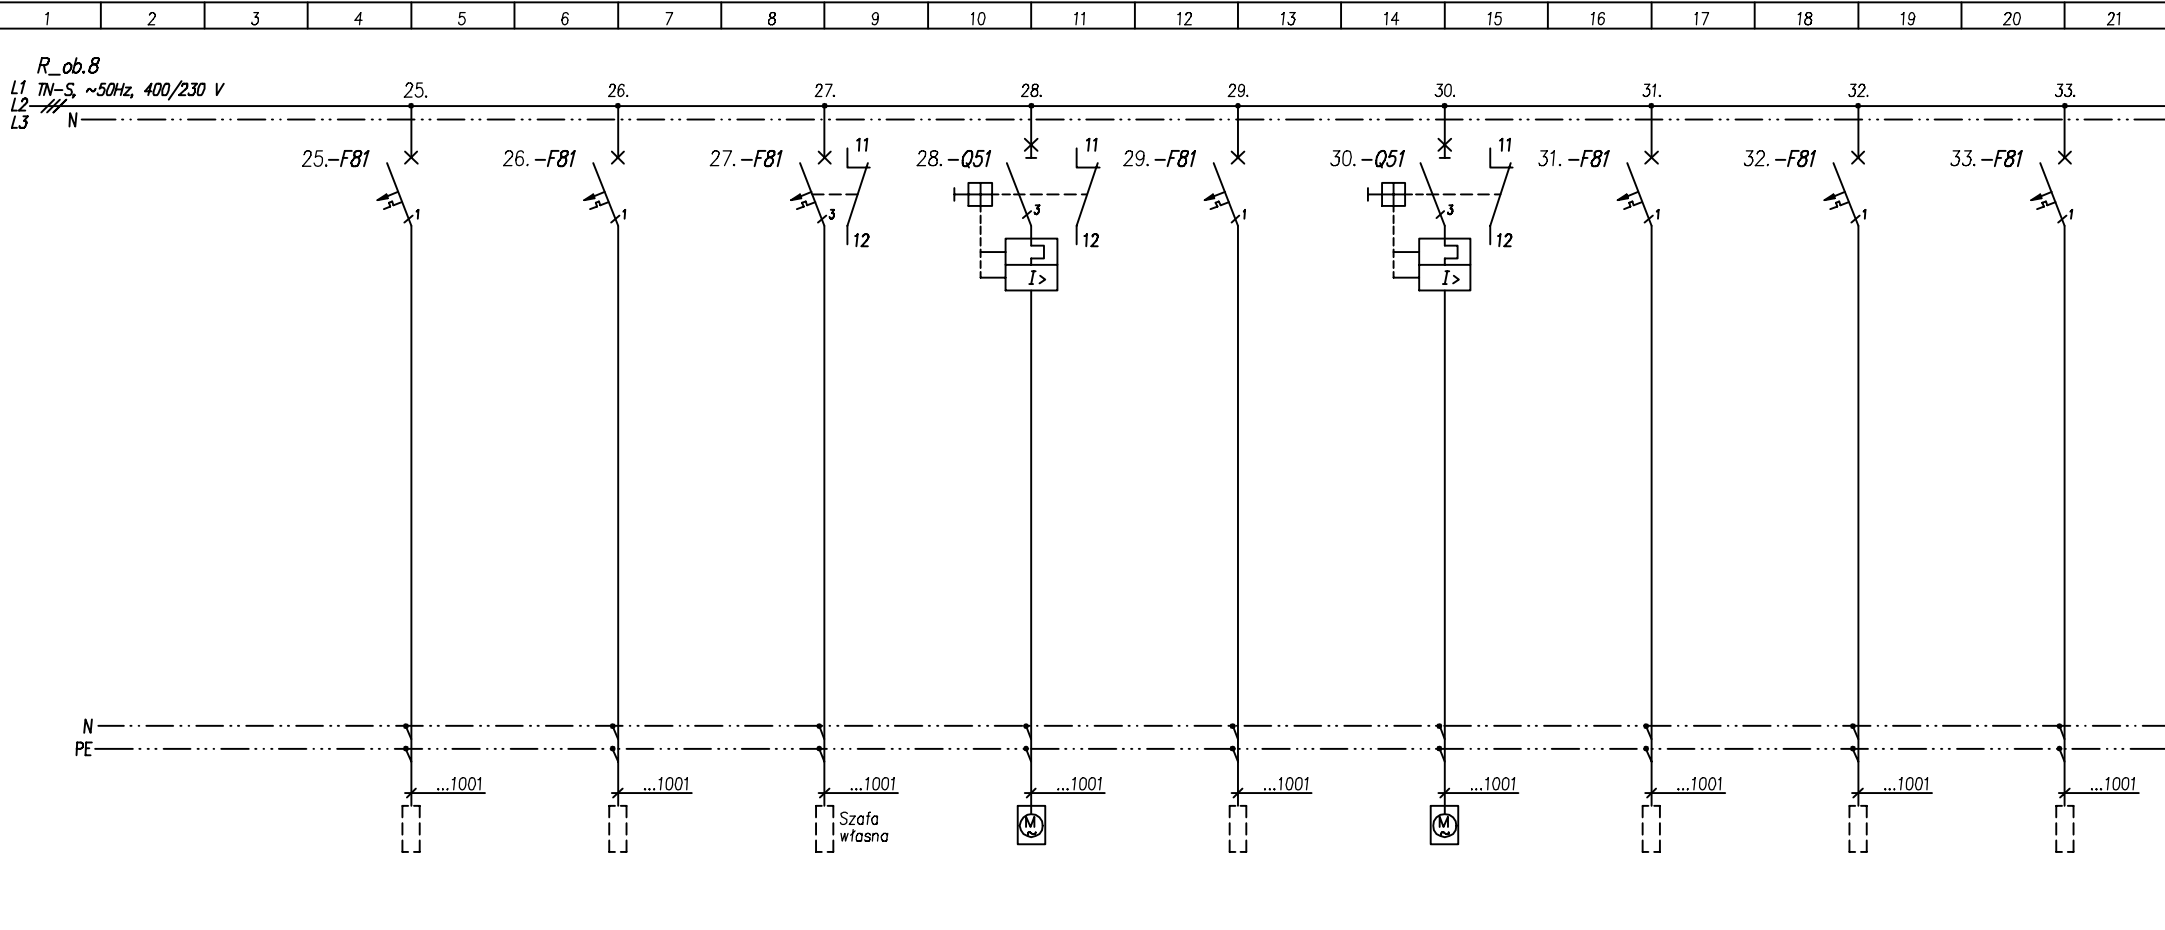 1 2 3 4 5 6 7 8 9 10 11 12 13 14 15 16 17 18 19 20 21
R_ob.8
L1 TN-S, ~50Hz, 400/230 V 25. 26. 27. 28. 29. 30. 31. 32. 33.
L2
L3 N
11 11 11
25.-F81 26.-F81 27.-F81 28.-Q51 29.-F81 30.-Q51 31.-F81 32.-F81 33.-F81
1 1 3 3 1 3 1 1 1
12 12 12
I> I>
N
PE
...1001 ...1001 ...1001 ...1001 ...1001 ...1001 ...1001 ...1001 ...1001
Szafa
własna
M M
~ ~